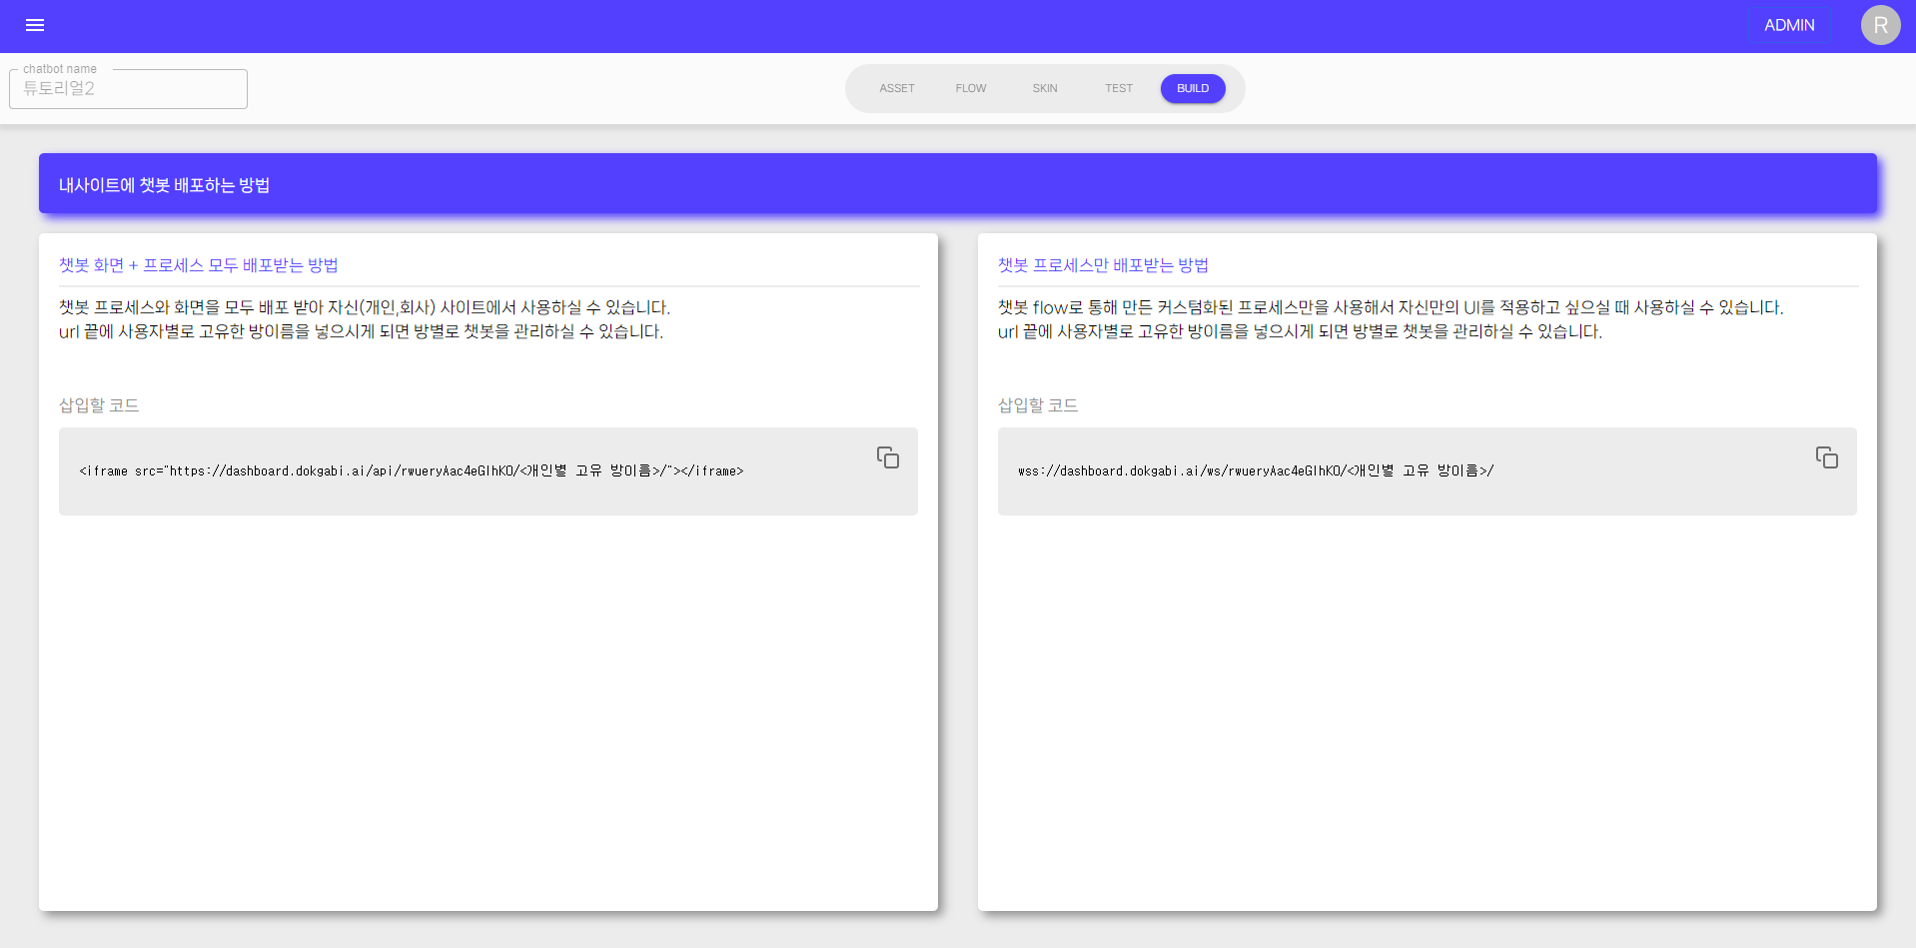 ADMIN
R
chatbot name
튜토리얼2
ASSET
FLOW
SKIN
TEST
BUILD
내사이트에 챗봇 배포하는 방법
챗봇 화면 + 프로세스 모두 배포받는 방법
챗봇 프로세스와 화면을 모두 배포 받아 자신(개인,회사) 사이트에서 사용하실 수 있습니다.
url 끝에 사용자별로 고유한 방이름을 넣으시게 되면 방별로 챗봇을 관리하실 수 있습니다.
삽입할 코드
<iframe src="https://dashboard.dokgabi.ai/api/rwueryAac4eGlhKO/<개인별 고유 방이름>/"></iframe>
챗봇 프로세스만 배포받는 방법
챗봇 flow로 통해 만든 커스텀화된 프로세스만을 사용해서 자신만의 UI를 적용하고 싶으실 때 사용하실 수 있습니다.
url 끝에 사용자별로 고유한 방이름을 넣으시게 되면 방별로 챗봇을 관리하실 수 있습니다.
삽입할 코드
wss://dashboard.dokgabi.ai/ws/rwueryAac4eGlhKO/<개인별 고유 방이름>/